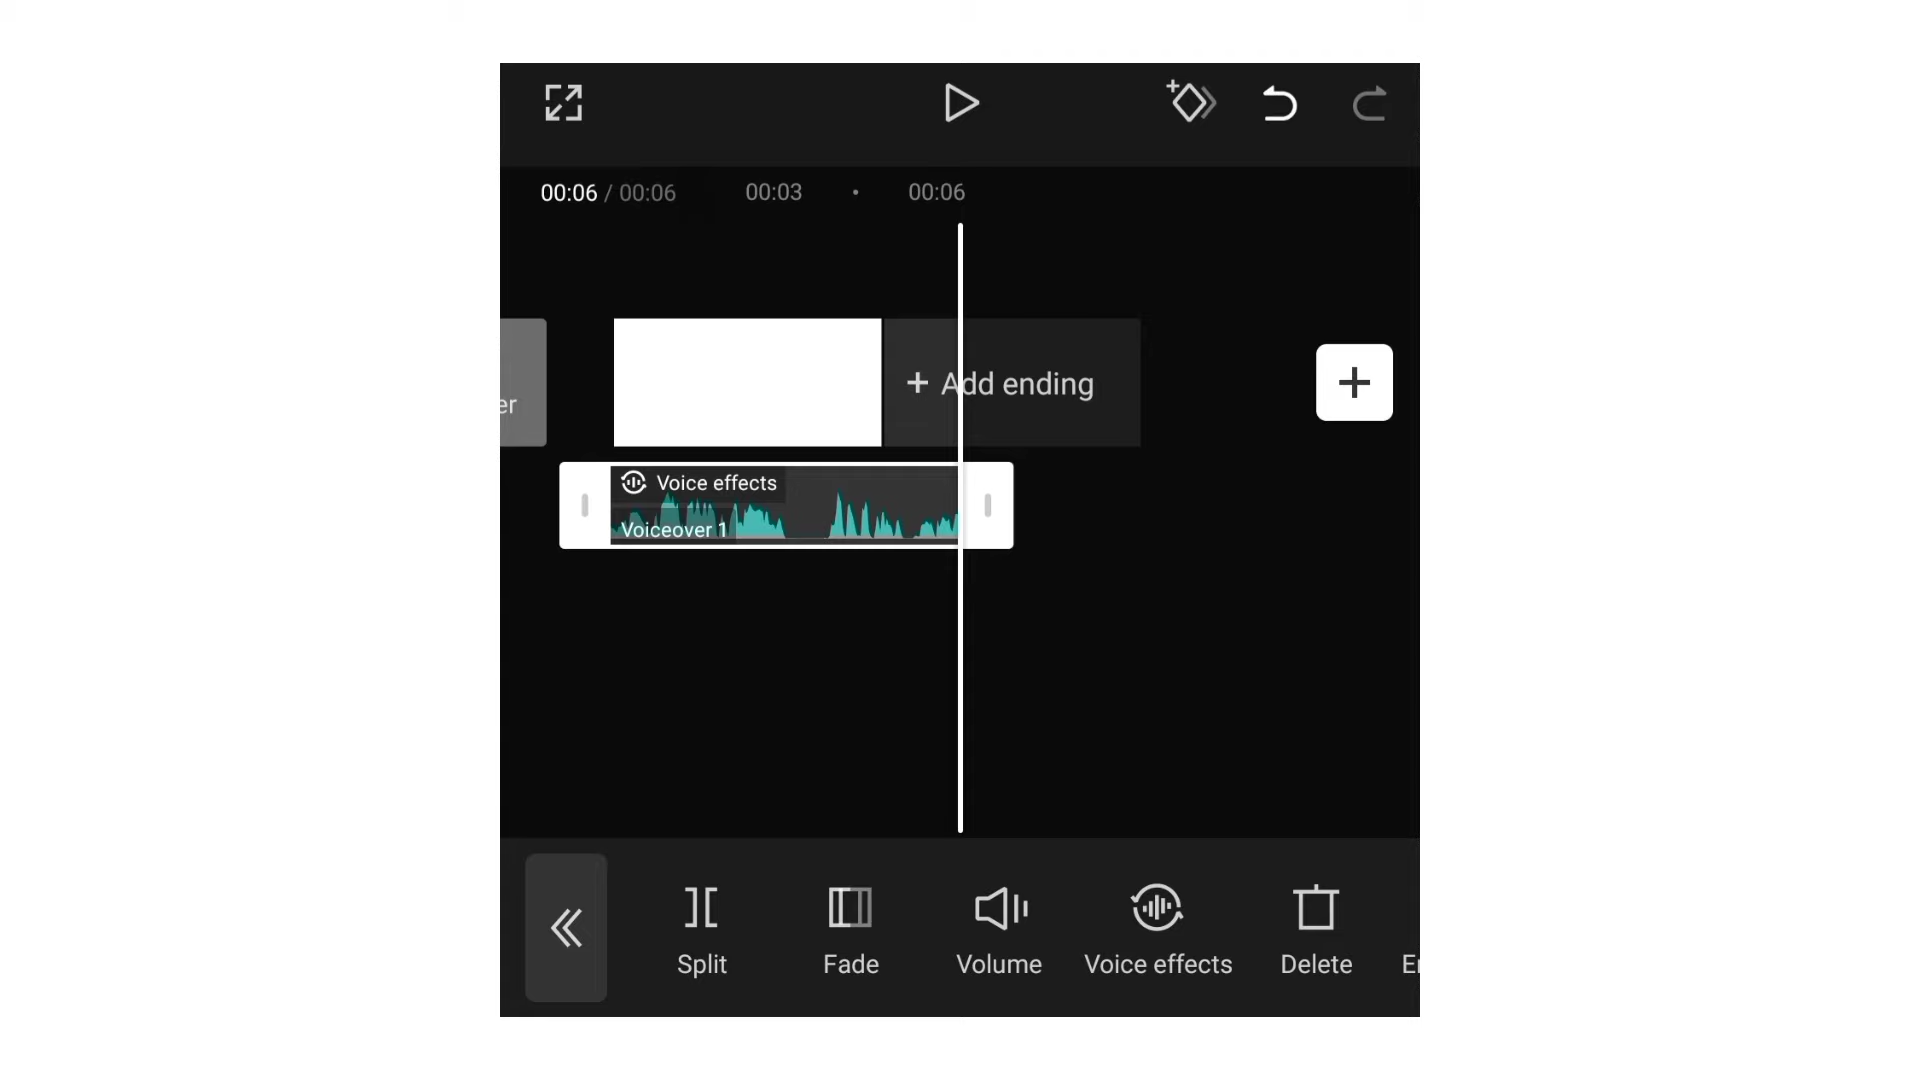 00:06 / 00:06 00:03 00:06
er
+ Add ending
Voice effects
Voiceover 1
Split Fade Volume Voice effects Delete